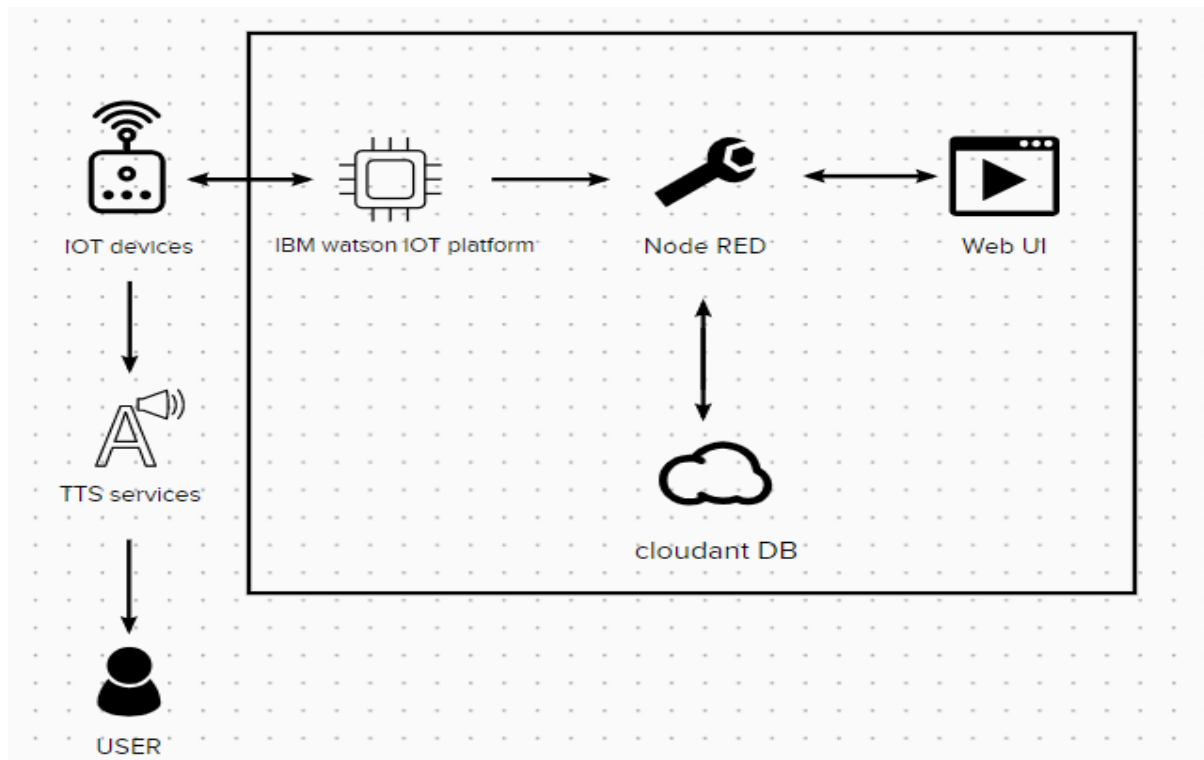 IOT devices
IBM watson IOT platform
Node RED
Web UI
TTS services
cloudant DB
USER